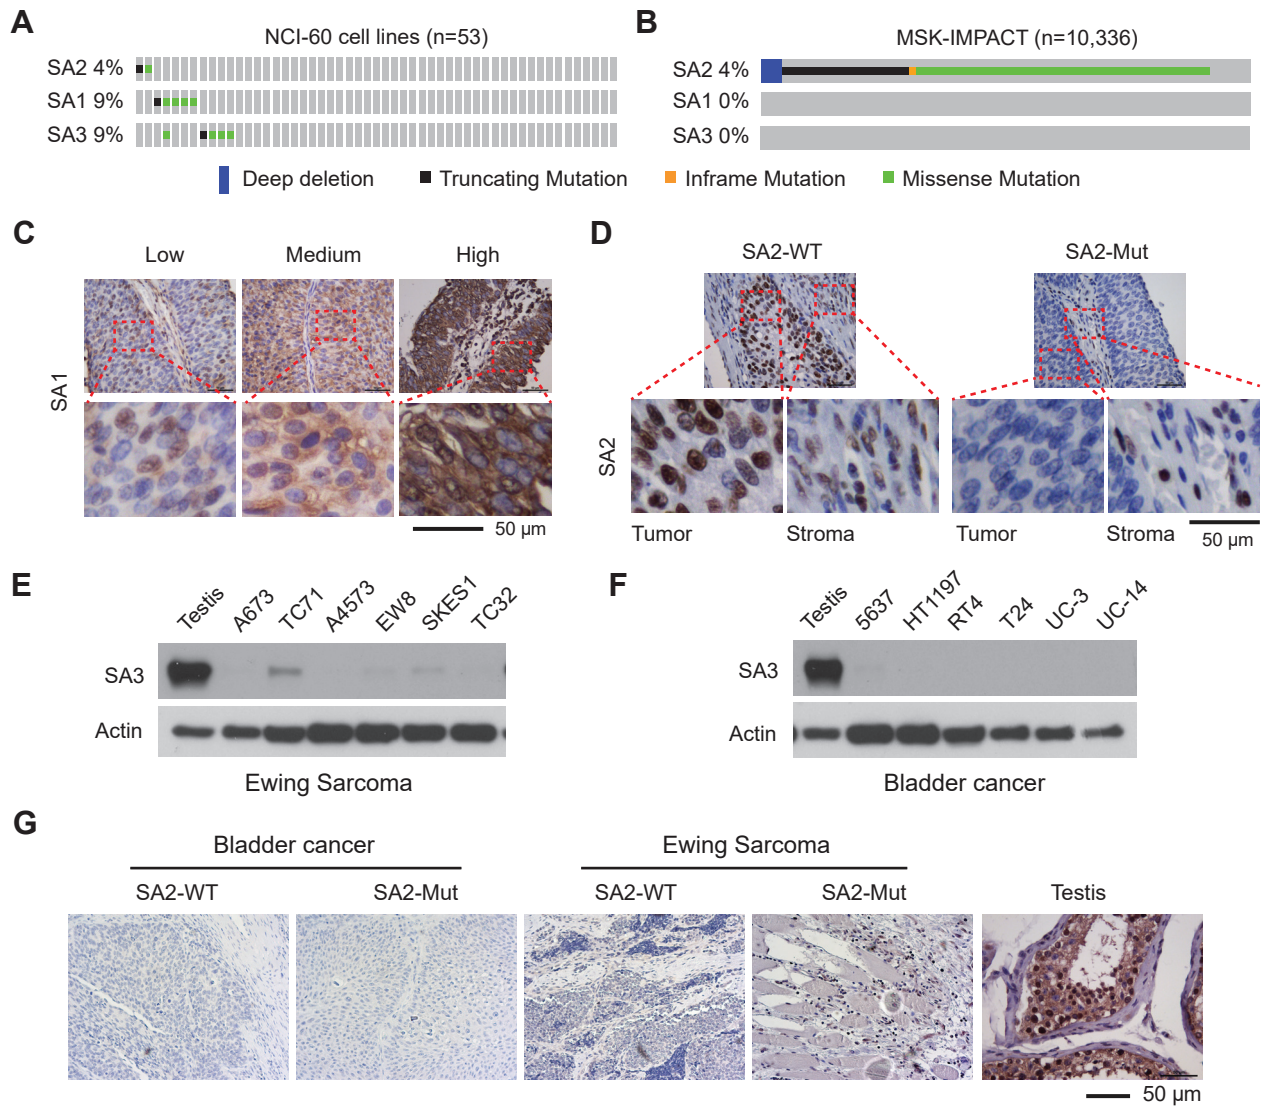 A
B
NCI-60 cell lines (n=53)
MSK-IMPACT (n=10,336)
SA2 4%
SA1 9%
SA3 9%
SA2 4%
SA1 0%
SA3 0%
Deep deletion
Truncating Mutation
Inframe Mutation
Missense Mutation
C
Low
Medium
High
SA1
50 µm
D
SA2-WT
SA2-Mut
SA2
Tumor
Stroma
Tumor
Stroma
50 µm
E
Testis
A673
TC71
A4573
EW8
SKES1
TC32
SA3
Actin
Ewing Sarcoma
F
Testis
5637
HT1197
RT4
T24
UC-3
UC-14
SA3
Actin
Bladder cancer
G
Bladder cancer
Ewing Sarcoma
SA2-WT
SA2-Mut
SA2-WT
SA2-Mut
Testis
50 µm